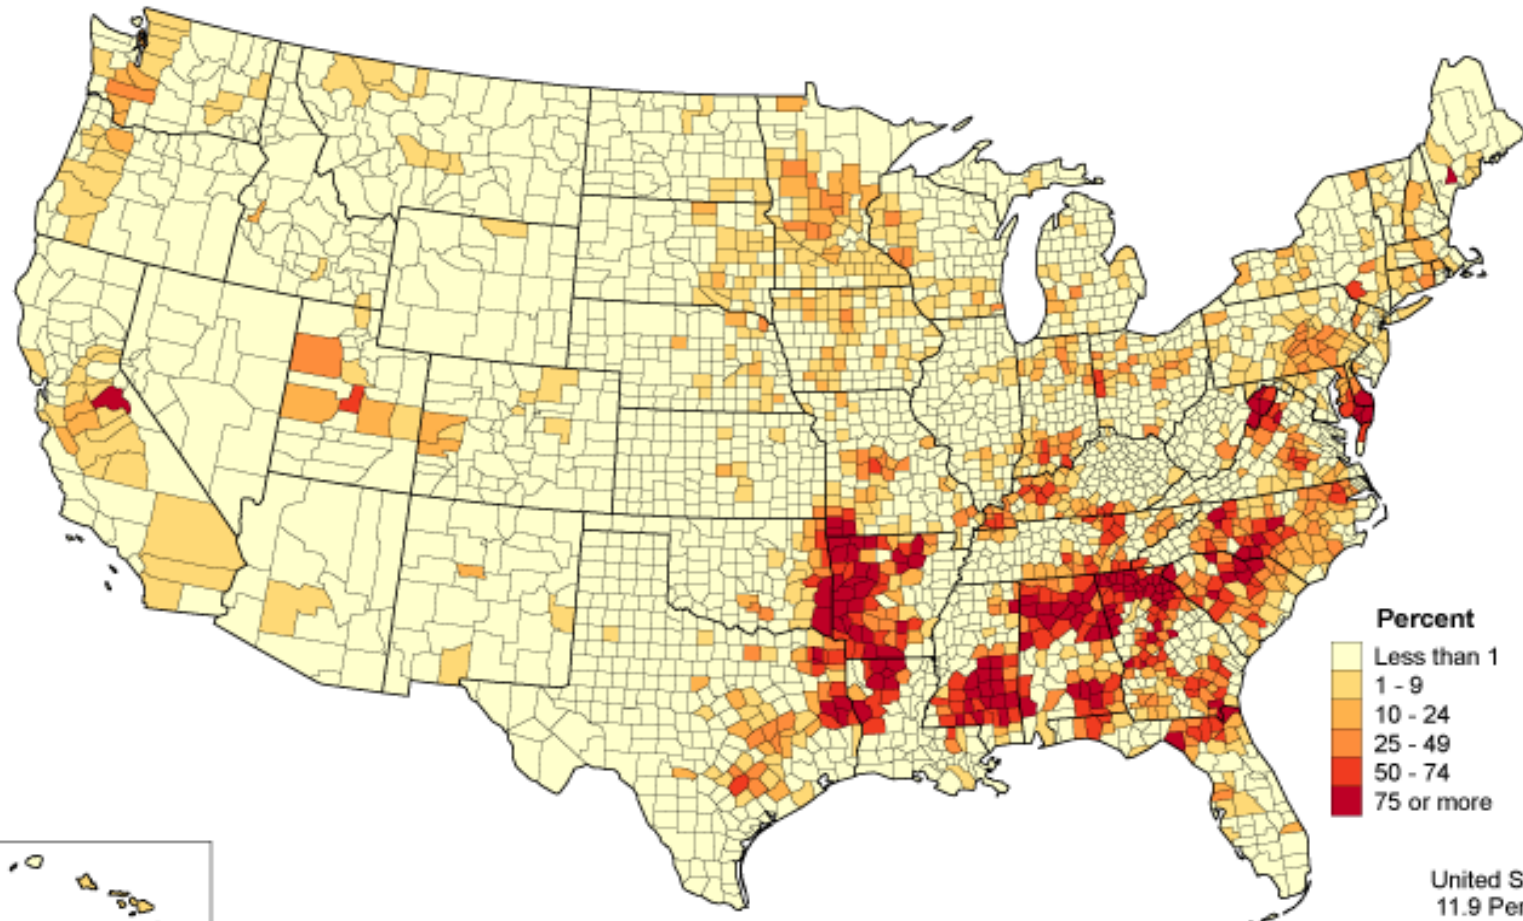 Percent
Less than 1
1 - 9
10 - 24
25 - 49
50 - 74
75 or more
United S
11.9 Per